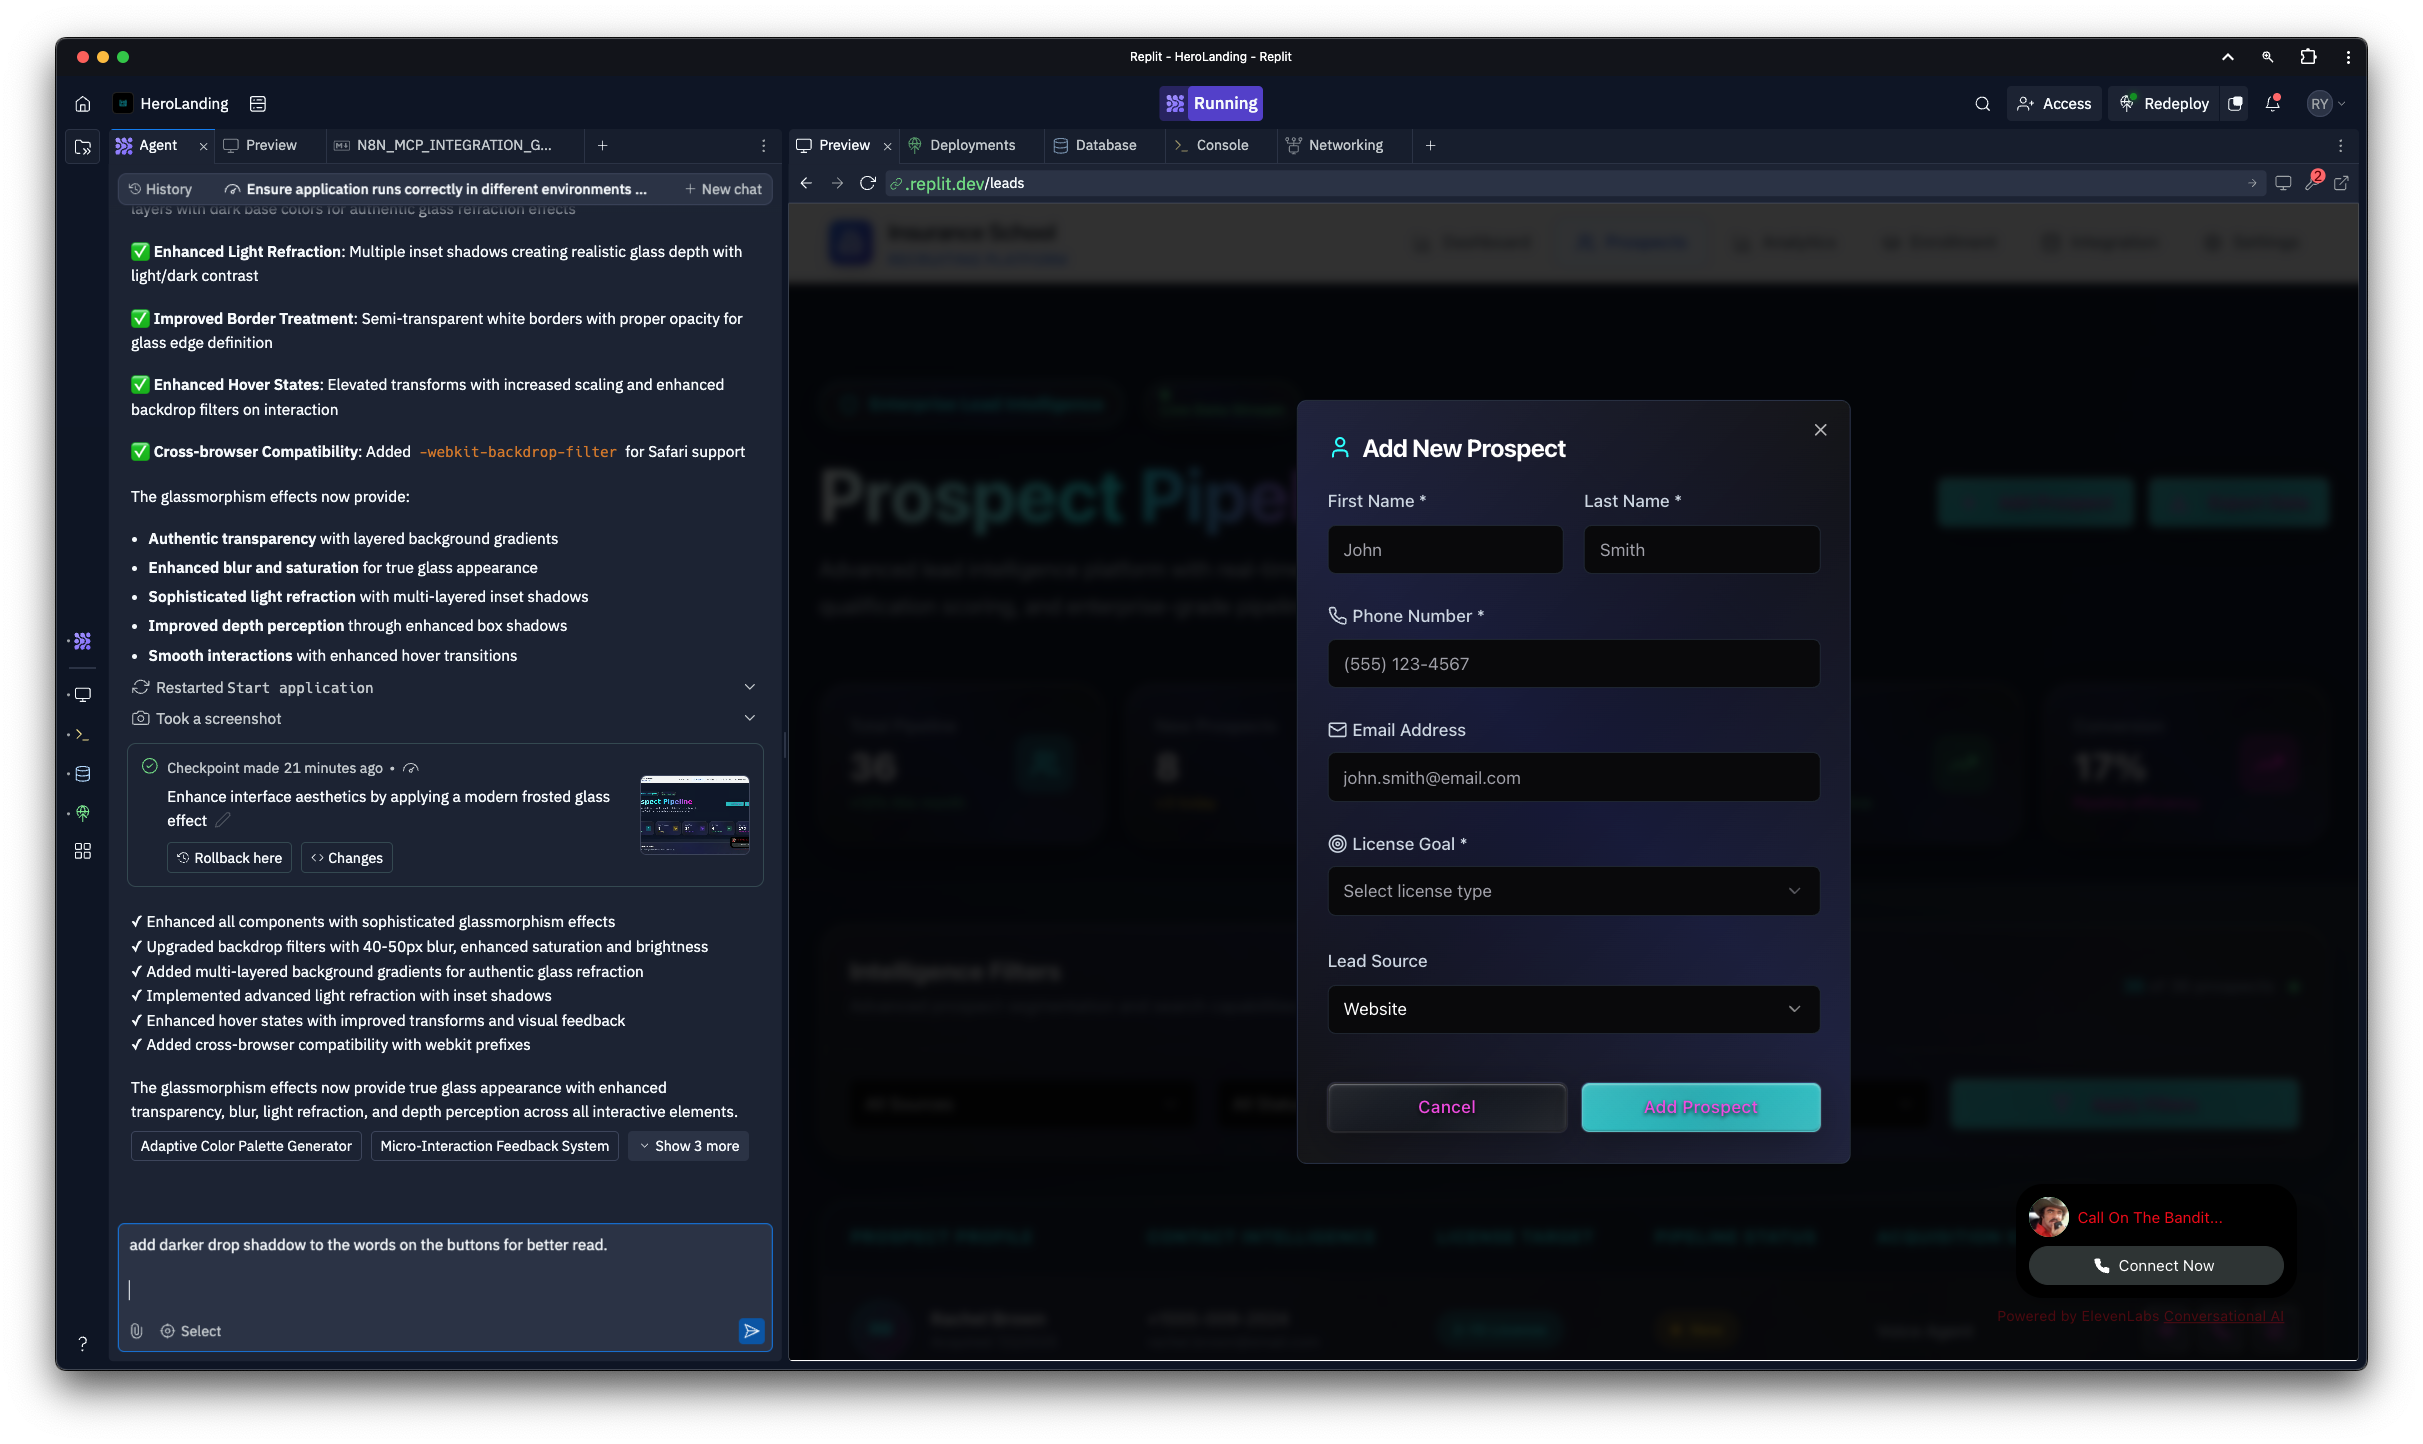 Replit - HeroLanding - Replit
HeroLanding
Running
Access
Redeploy
RY
Agent
Preview
N8N_MCP_INTEGRATION_G...
Preview
Deployments
Database
Console
Networking
History
Ensure application runs correctly in different environments ...
New chat
.replit.dev/leads
2
layers with dark base colors for authentic glass refraction effects
✅ Enhanced Light Refraction: Multiple inset shadows creating realistic glass depth with
light/dark contrast
✅ Improved Border Treatment: Semi-transparent white borders with proper opacity for
glass edge definition
✅ Enhanced Hover States: Elevated transforms with increased scaling and enhanced
backdrop filters on interaction
✅ Cross-browser Compatibility: Added -webkit-backdrop-filter for Safari support
The glassmorphism effects now provide:
• Authentic transparency with layered background gradients
• Enhanced blur and saturation for true glass appearance
• Sophisticated light refraction with multi-layered inset shadows
• Improved depth perception through enhanced box shadows
• Smooth interactions with enhanced hover transitions
Restarted Start application
Took a screenshot
Checkpoint made 21 minutes ago •
Enhance interface aesthetics by applying a modern frosted glass
effect
Rollback here
Changes
✓ Enhanced all components with sophisticated glassmorphism effects
✓ Upgraded backdrop filters with 40-50px blur, enhanced saturation and brightness
✓ Added multi-layered background gradients for authentic glass refraction
✓ Implemented advanced light refraction with inset shadows
✓ Enhanced hover states with improved transforms and visual feedback
✓ Added cross-browser compatibility with webkit prefixes
The glassmorphism effects now provide true glass appearance with enhanced
transparency, blur, light refraction, and depth perception across all interactive elements.
Adaptive Color Palette Generator
Micro-Interaction Feedback System
Show 3 more
add darker drop shaddow to the words on the buttons for better read.
Select
?
Insurance School
Dashboard
Prospects
Analytics
Settings
Prospect Pipel
36
8
17%
Intelligence Filters
Add New Prospect
First Name *
Last Name *
John
Smith
Phone Number *
(555) 123-4567
Email Address
john.smith@email.com
License Goal *
Select license type
Lead Source
Website
Cancel
Add Prospect
Call On The Bandit...
Connect Now
Powered by ElevenLabs Conversational AI